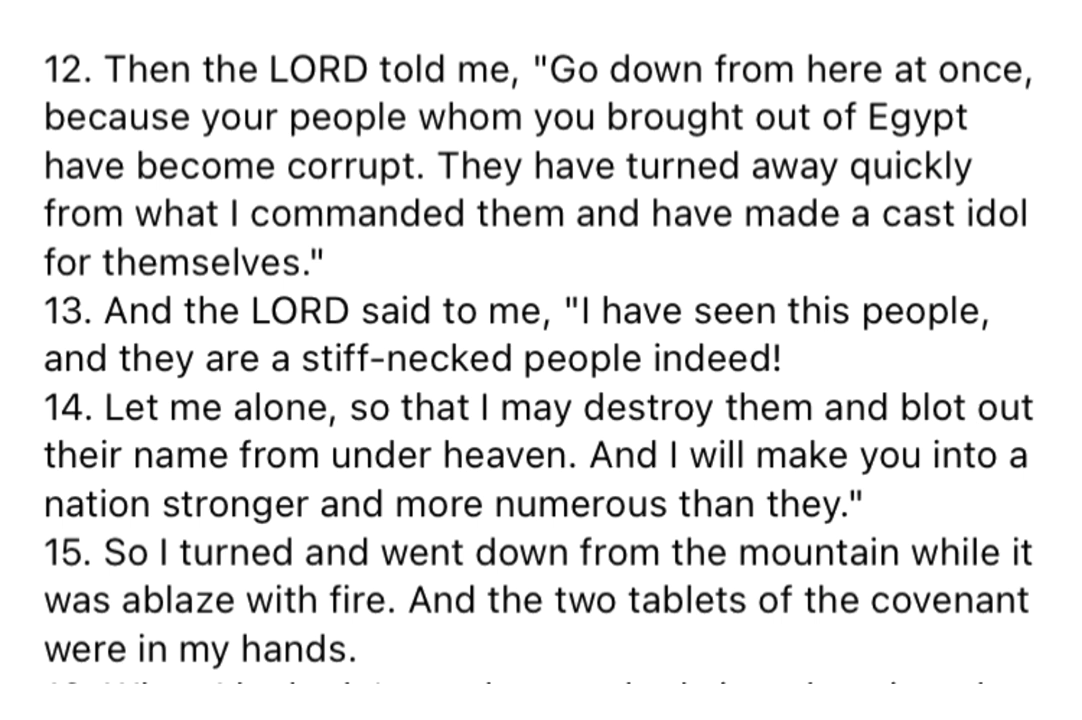 12. Then the LORD told me, "Go down from here at once,
because your people whom you brought out of Egypt
have become corrupt. They have turned away quickly
from what I commanded them and have made a cast idol
for themselves."
13. And the LORD said to me, "I have seen this people,
and they are a stiff-necked people indeed!
14. Let me alone, so that I may destroy them and blot out
their name from under heaven. And I will make you into a
nation stronger and more numerous than they."
15. So I turned and went down from the mountain while it
was ablaze with fire. And the two tablets of the covenant
were in my hands.